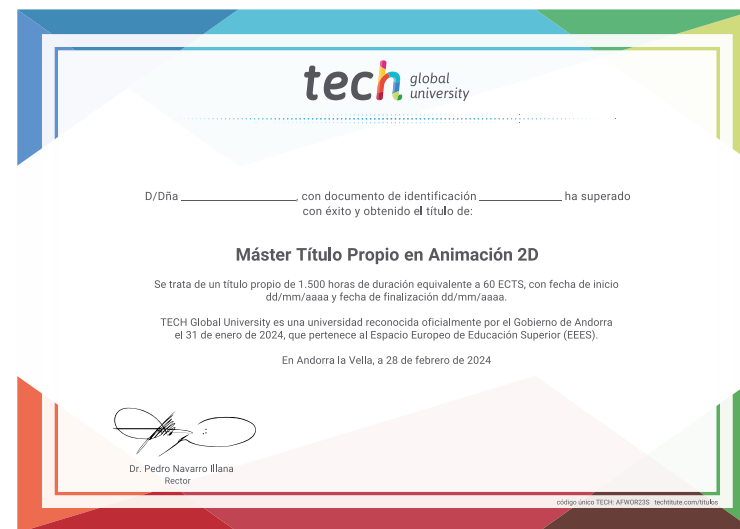 tech global university
D/Dña ____________________, con documento de identificación ______________ ha superado
con éxito y obtenido el título de:
Máster Título Propio en Animación 2D
Se trata de un título propio de 1.500 horas de duración equivalente a 60 ECTS, con fecha de inicio
dd/mm/aaaa y fecha de finalización dd/mm/aaaa.
TECH Global University es una universidad reconocida oficialmente por el Gobierno de Andorra
el 31 de enero de 2024, que pertenece al Espacio Europeo de Educación Superior (EEES).
En Andorra la Vella, a 28 de febrero de 2024
Dr. Pedro Navarro Illana
Rector
código único TECH: AFWOR23S techtitute.com/titulos